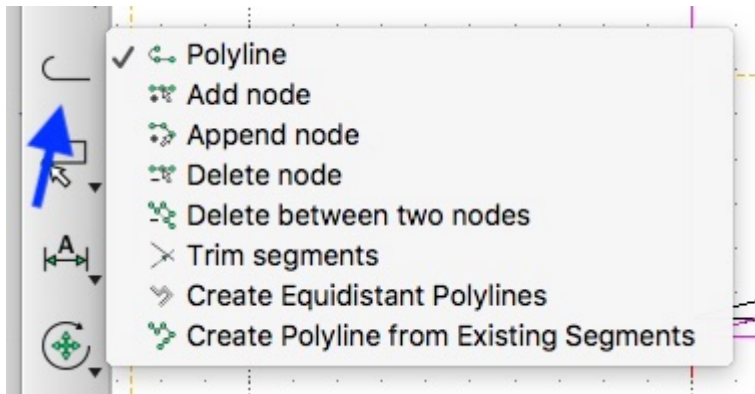 Polyline
Add node
Append node
Delete node
Delete between two nodes
A
Trim segments
Create Equidistant Polylines
Create Polyline from Existing Segments